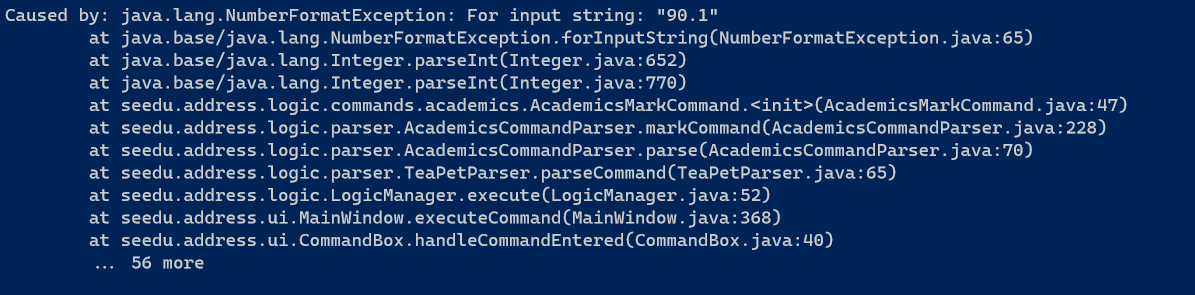 Caused by: java.lang.NumberFormatException: For input string: "90.1"
at java.base/java.lang.NumberFormatException.forInputString(NumberFormatException.java:65)
at java.base/java.lang.Integer.parseInt(Integer.java:652)
at java.base/java.lang.Integer.parseInt(Integer.java:770)
at seedu.address.logic.commands.academics.AcademicsMarkCommand.<init>(AcademicsMarkCommand.java:47)
at seedu.address.logic.parser.AcademicsCommandParser.markCommand(AcademicsCommandParser.java:228)
at seedu.address.logic.parser.AcademicsCommandParser.parse(AcademicsCommandParser.java:70)
at seedu.address.logic.parser.TeaPetParser.parseCommand(TeaPetParser.java:65)
at seedu.address.logic.LogicManager.execute(LogicManager.java:52)
at seedu.address.ui.MainWindow.executeCommand(MainWindow.java:368)
at seedu.address.ui.CommandBox.handleCommandEntered(CommandBox.java:40)
... 56 more